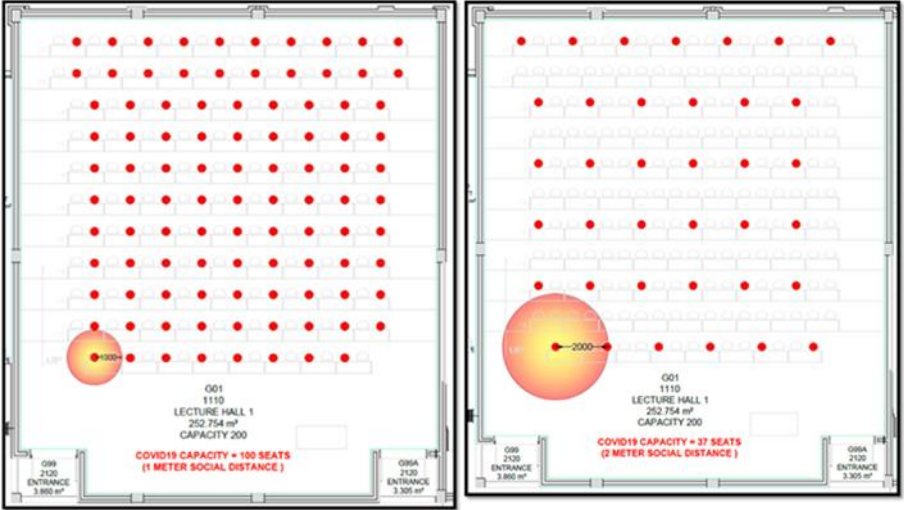 UP
1000
G01
1110
LECTURE HALL 1
252.754 m²
CAPACITY 200
COVID19 CAPACITY = 100 SEATS
(1 METER SOCIAL DISTANCE )
G99
2120
ENTRANCE
3.860 m²
G99A
2120
ENTRANCE
3.305 m²
UP
2000
G01
1110
LECTURE HALL 1
252.754 m²
CAPACITY 200
COVID19 CAPACITY = 37 SEATS
(2 METER SOCIAL DISTANCE )
G99
2120
ENTRANCE
3.860 m²
G99A
2120
ENTRANCE
3.305 m²